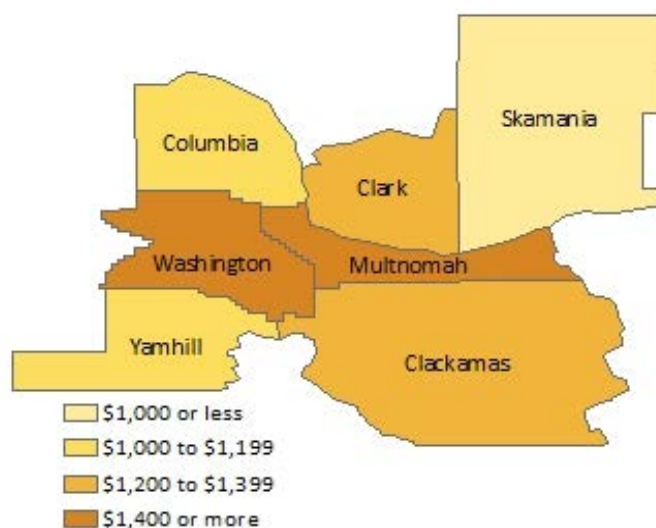 Skamania
Columbia
Clark
Washington
Multnomah
Yamhill
Clackamas
$1,000 or less
$1,000 to $1,199
$1,200 to $1,399
$1,400 or more